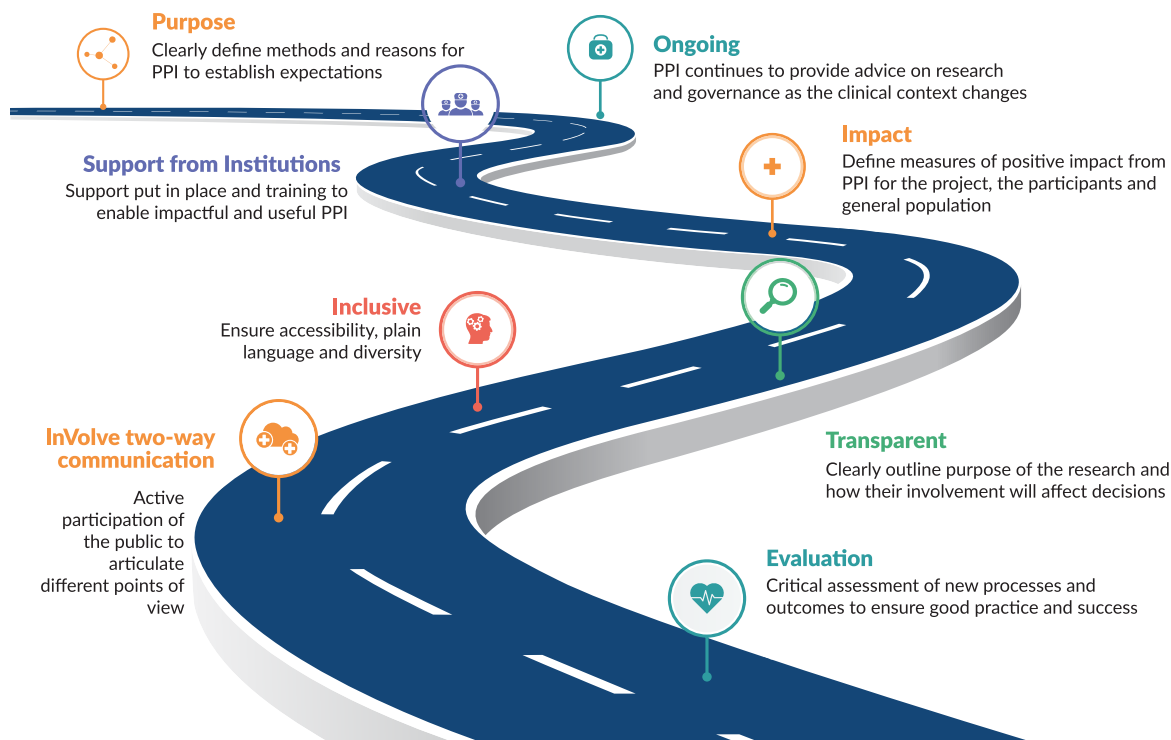 Purpose
Clearly define methods and reasons for
PPI to establish expectations
Ongoing
PPI continues to provide advice on research
and governance as the clinical context changes
Support from Institutions
Support put in place and training to
enable impactful and useful PPI
Impact
Define measures of positive impact from
PPI for the project, the participants and
general population
Inclusive
Ensure accessibility, plain
language and diversity
InVolve two-way
communication
Active
participation of
the public to
articulate
different points of
view
Transparent
Clearly outline purpose of the research and
how their involvement will affect decisions
Evaluation
Critical assessment of new processes and
outcomes to ensure good practice and success